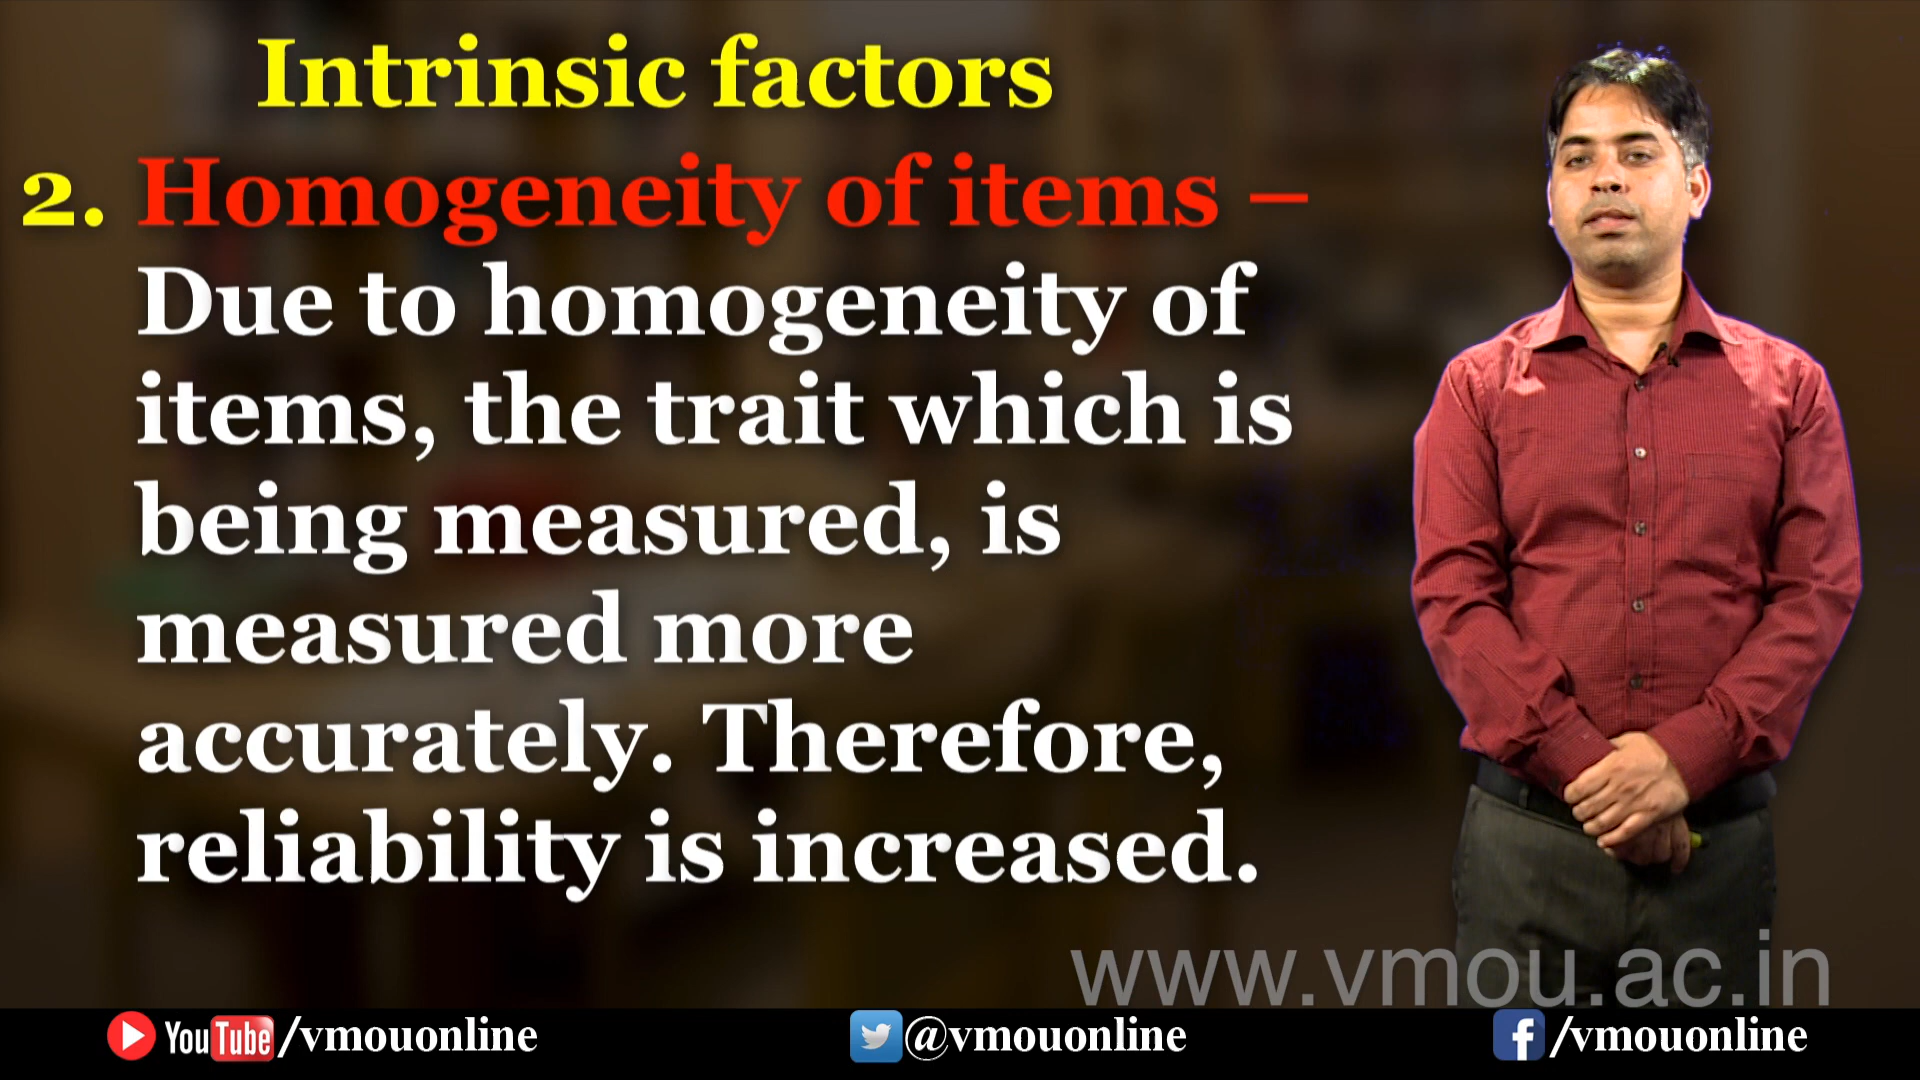 Intrinsic factors
2. Homogeneity of items –
Due to homogeneity of
items, the trait which is
being measured, is
measured more
accurately. Therefore,
reliability is increased.
www.vmou.ac.in
YouTube /vmouonline
@vmouonline
f /vmouonline